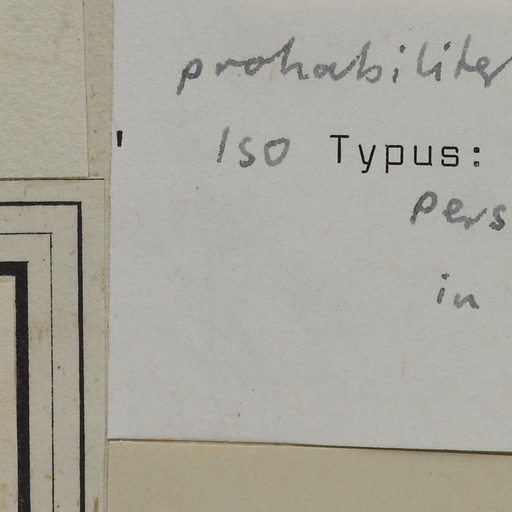 probabiliter
Iso Typus:
Pers
in